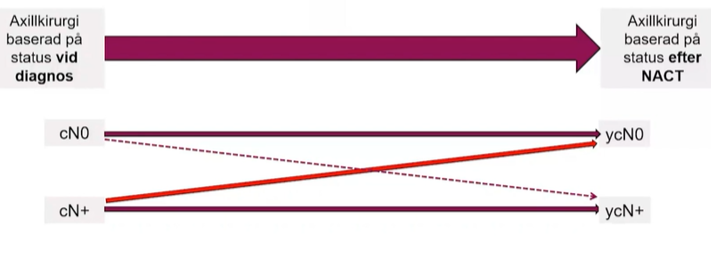 Axillkirurgi
baserad på
status vid
diagnos
Axillkirurgi
baserad på
status efter
NACT
cN0
ycN0
cN+
ycN+